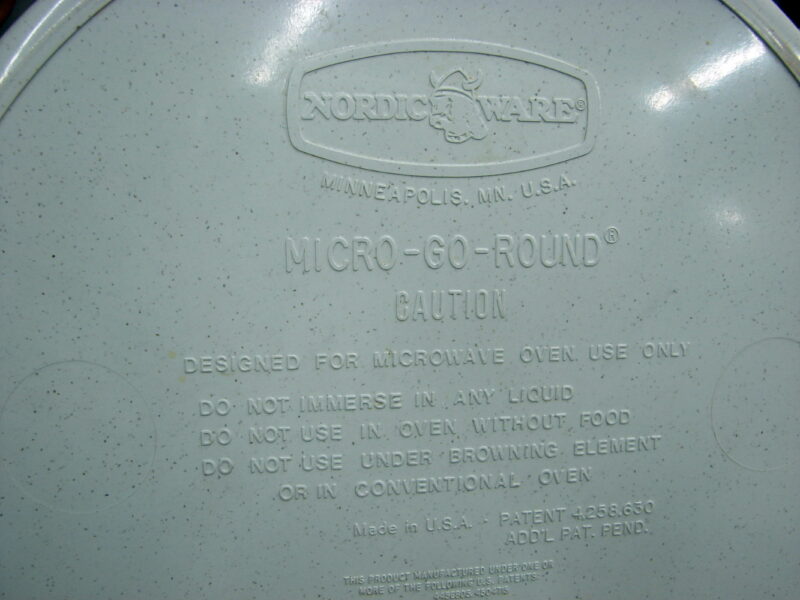 NORDIC WARE®
MINNEAPOLIS, MN. U.S.A.
MICRO-GO-ROUND®
CAUTION
DESIGNED FOR MICROWAVE OVEN USE ONLY
DO NOT IMMERSE IN ANY LIQUID
DO NOT USE IN OVEN WITHOUT FOOD
DO NOT USE UNDER BROWNING ELEMENT
OR IN CONVENTIONAL OVEN
Made in U.S.A. · PATENT 4,258,630
ADD'L PAT. PEND.
THIS PRODUCT MANUFACTURED UNDER ONE OR
MORE OF THE FOLLOWING U.S. PATENTS: